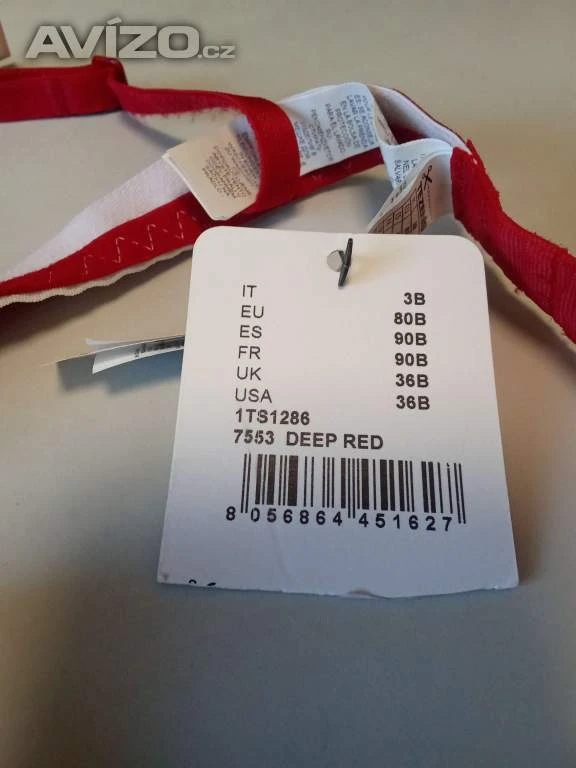 AVÍZO.cz
IT 3B
EU 80B
ES 90B
FR 90B
UK 36B
USA 36B
1TS1286
7553 DEEP RED
8 056864 451627